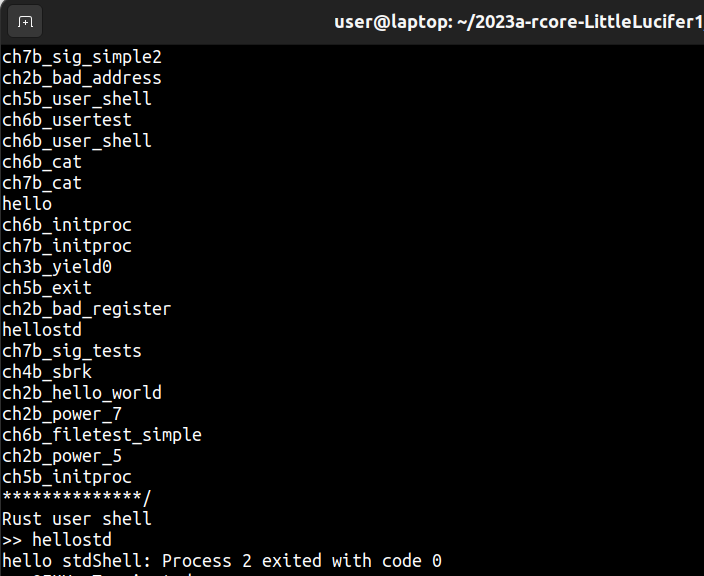 user@laptop: ~/2023a-rcore-LittleLucifer1
ch7b_sig_simple2
ch2b_bad_address
ch5b_user_shell
ch6b_usertest
ch6b_user_shell
ch6b_cat
ch7b_cat
hello
ch6b_initproc
ch7b_initproc
ch3b_yield0
ch5b_exit
ch2b_bad_register
hellostd
ch7b_sig_tests
ch4b_sbrk
ch2b_hello_world
ch2b_power_7
ch6b_filetest_simple
ch2b_power_5
ch5b_initproc
**************/
Rust user shell
>> hellostd
hello stdShell: Process 2 exited with code 0